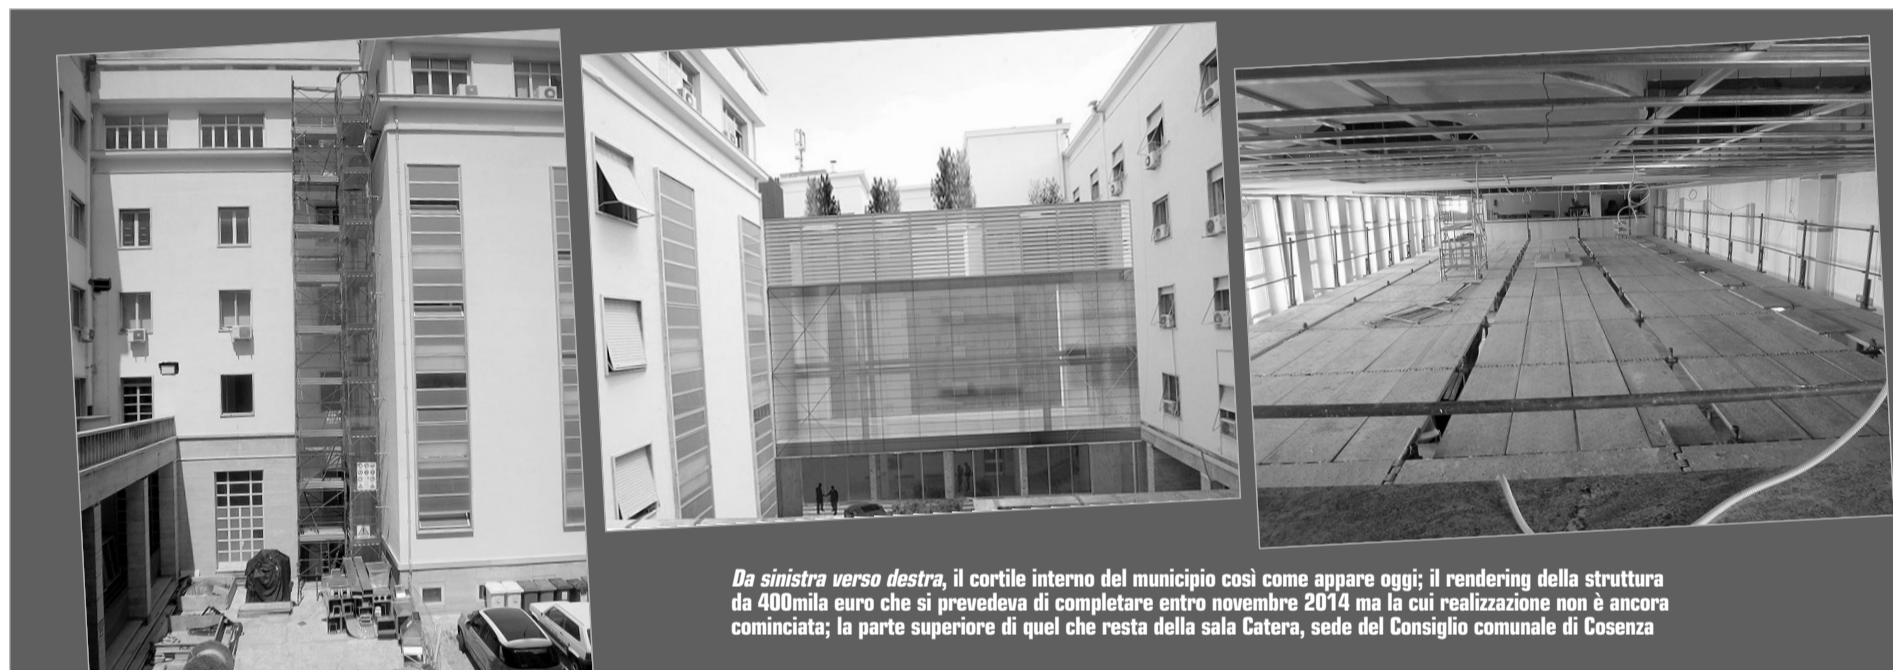 Da sinistra verso destra, il cortile interno del municipio così come appare oggi; il rendering della struttura
da 400mila euro che si prevedeva di completare entro novembre 2014 ma la cui realizzazione non è ancora
cominciata; la parte superiore di quel che resta della sala Catera, sede del Consiglio comunale di Cosenza